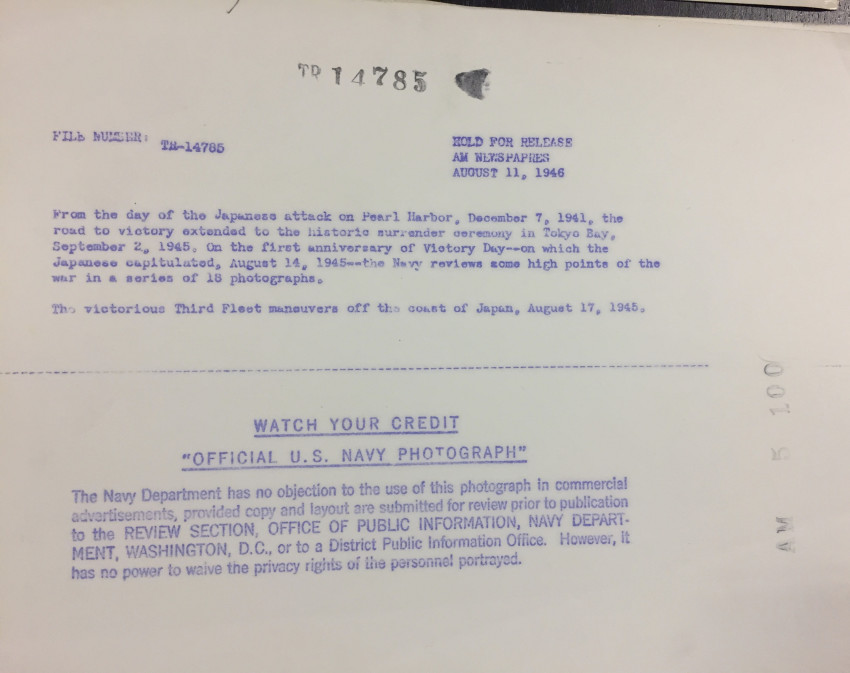 TR 14785
FILE NUMBER: TR-14785
HOLD FOR RELEASE
AM NEWSPAPRES
AUGUST 11, 1946
From the day of the Japanese attack on Pearl Harbor, December 7, 1941, the
road to victory extended to the historic surrender ceremony in Tokyo Bay,
September 2, 1945. On the first anniversary of Victory Day--on which the
Japanese capitulated, August 14, 1945--the Navy reviews some high points of the
war in a series of 18 photographs.
The victorious Third Fleet maneuvers off the coast of Japan, August 17, 1945.
WATCH YOUR CREDIT
"OFFICIAL U.S. NAVY PHOTOGRAPH"
The Navy Department has no objection to the use of this photograph in commercial
advertisements, provided copy and layout are submitted for review prior to publication
to the REVIEW SECTION, OFFICE OF PUBLIC INFORMATION, NAVY DEPART-
MENT, WASHINGTON, D.C., or to a District Public Information Office. However, it
has no power to waive the privacy rights of the personnel portrayed.
AM 5 100